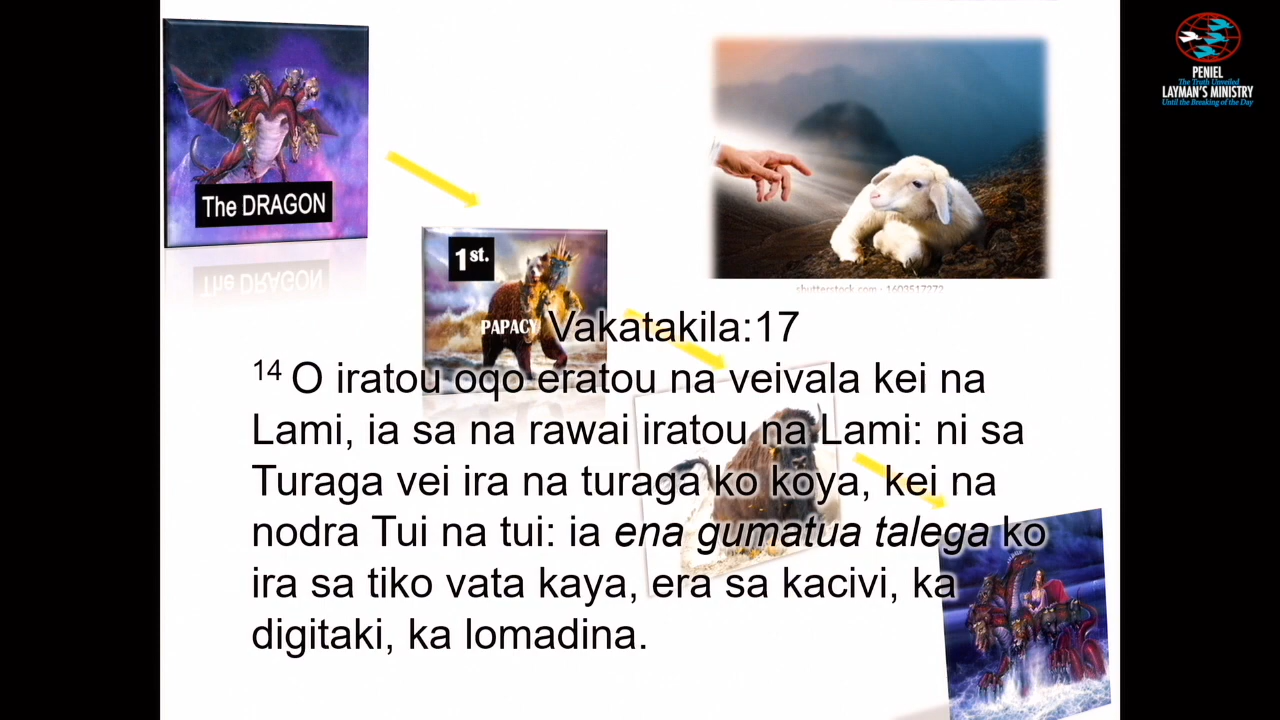 PENIEL
The Truth Unveiled
LAYMAN'S MINISTRY
Until the Breaking of the Day
The DRAGON
1st.
PAPACY
shutterstock.com · 1603517272
Vakatakila:17
14 O iratou oqo eratou na veivala kei na
Lami, ia sa na rawai iratou na Lami: ni sa
Turaga vei ira na turaga ko koya, kei na
nodra Tui na tui: ia ena gumatua talega ko
ira sa tiko vata kaya, era sa kacivi, ka
digitaki, ka lomadina.